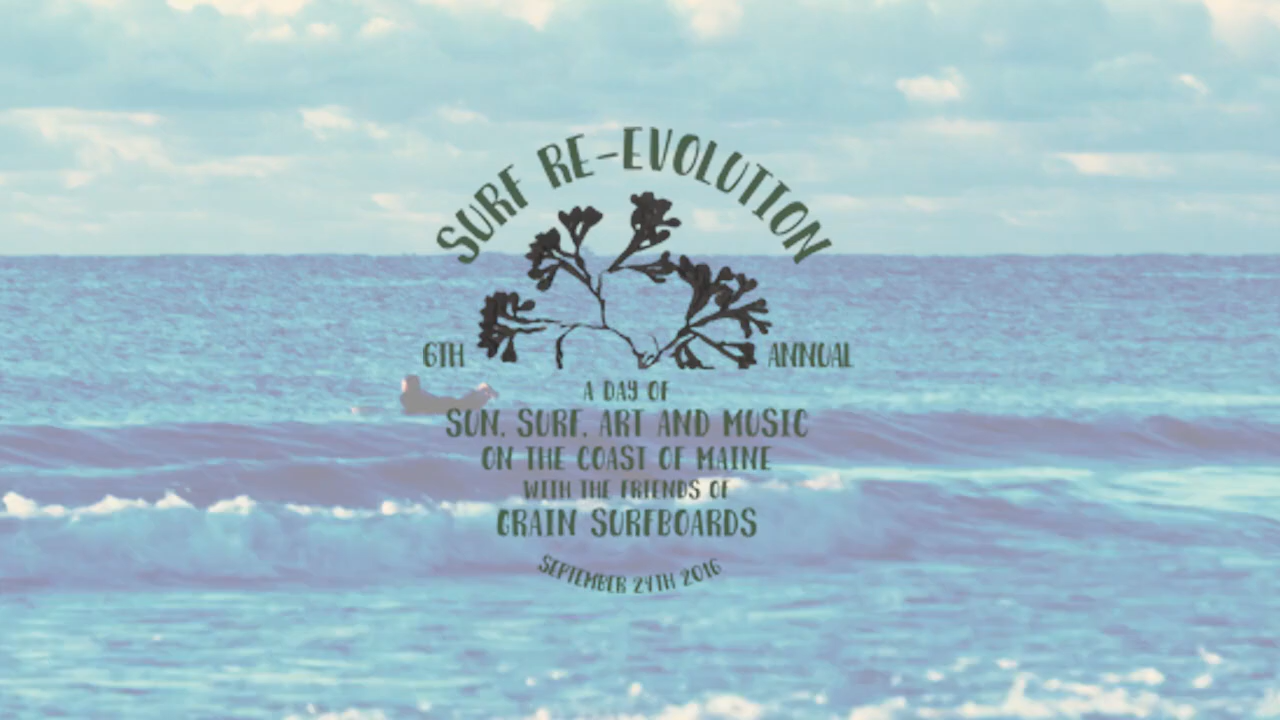 SURF RE-EVOLUTION
6TH ANNUAL
A DAY OF
SUN, SURF, ART AND MUSIC
ON THE COAST OF MAINE
WITH THE FRIENDS OF
GRAIN SURFBOARDS
SEPTEMBER 24TH 2016